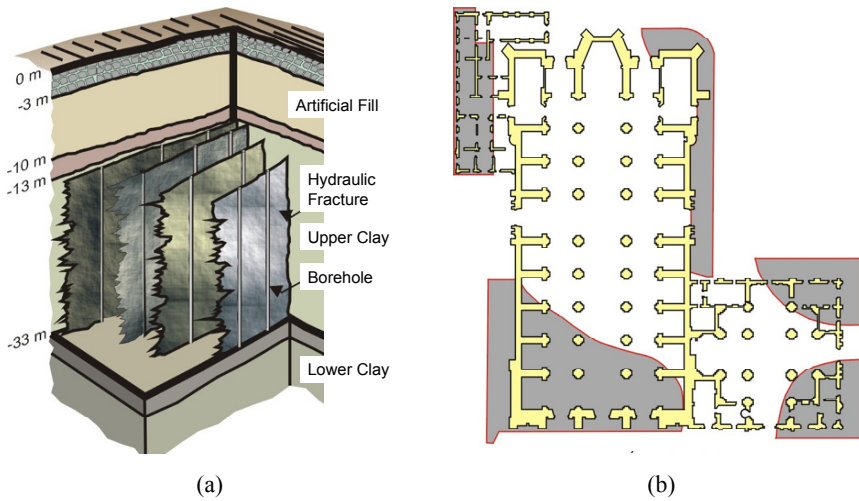 0 m
-3 m
Artificial Fill
-10 m
-13 m
Hydraulic
Fracture
Upper Clay
Borehole
-33 m
Lower Clay
(a)
(b)